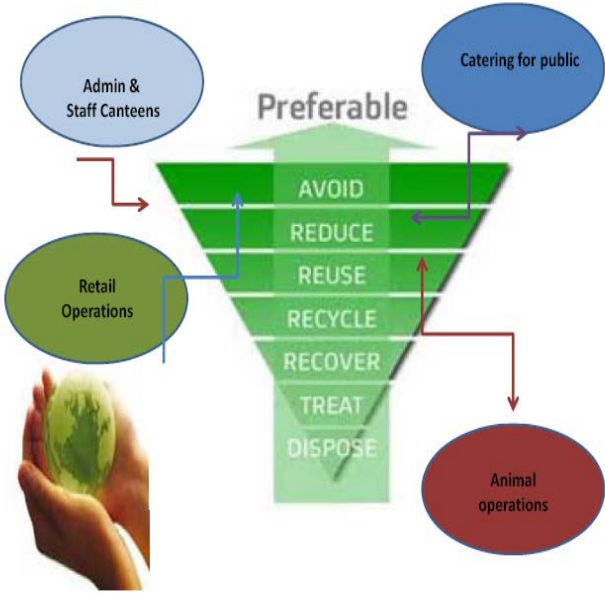 Admin &
Staff Canteens
Catering for public
Preferable
AVOID
REDUCE
REUSE
RECYCLE
RECOVER
TREAT
DISPOSE
Retail
Operations
Animal
operations